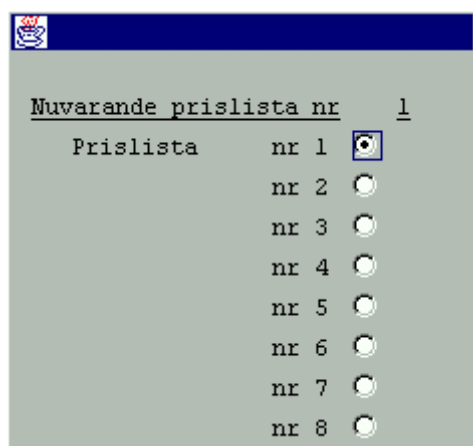 Nuvarande prislista nr 1
Prislista nr 1
nr 2
nr 3
nr 4
nr 5
nr 6
nr 7
nr 8